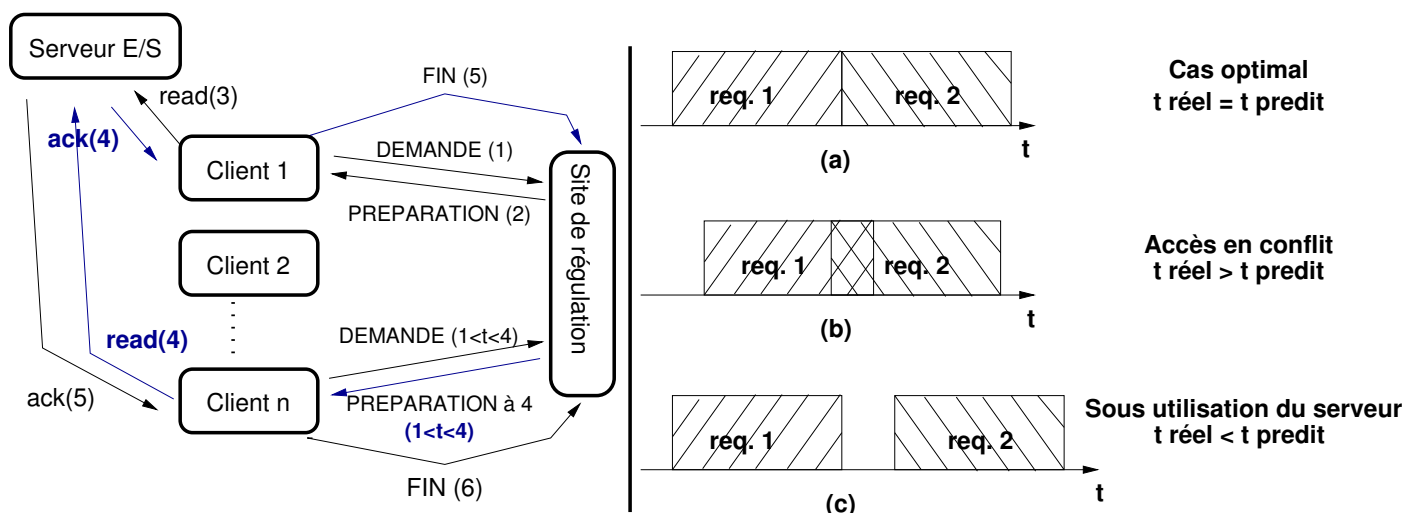 Serveur E/S
read(3)
ack(4)
FIN (5)
Client 1
DEMANDE (1)
PREPARATION (2)
Client 2
Site de régulation
read(4)
DEMANDE (1<t<4)
Client n
ack(5)
PREPARATION à 4
(1<t<4)
FIN (6)
req. 1
req. 2
t
(a)
Cas optimal
t réel = t predit
req. 1
req. 2
t
(b)
Accès en conflit
t réel > t predit
req. 1
req. 2
t
(c)
Sous utilisation du serveur
t réel < t predit